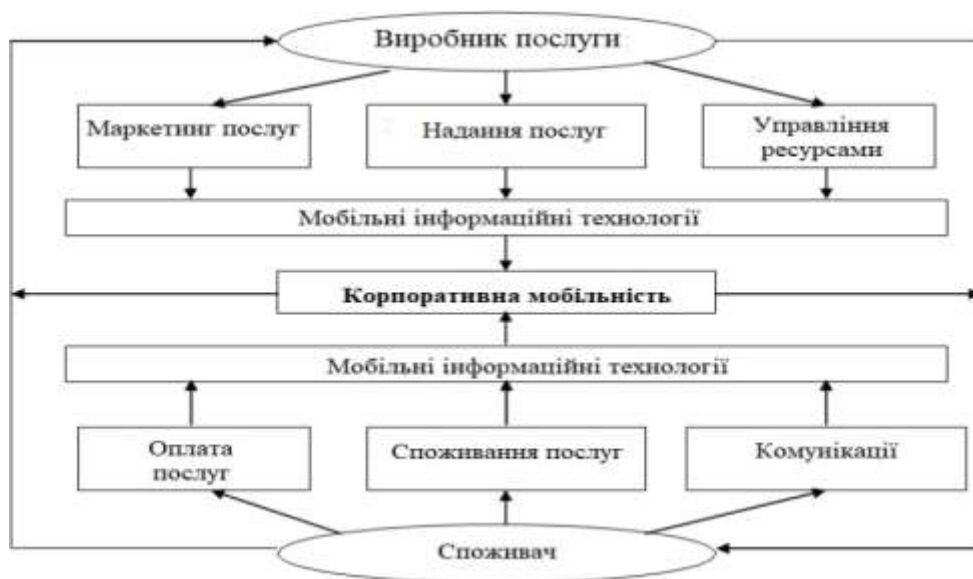 Виробник послуги
Маркетинг послуг
Надання послуг
Управління
ресурсами
Мобільні інформаційні технології
Корпоративна мобільність
Мобільні інформаційні технології
Оплата
послуг
Споживання послуг
Комунікації
Споживач